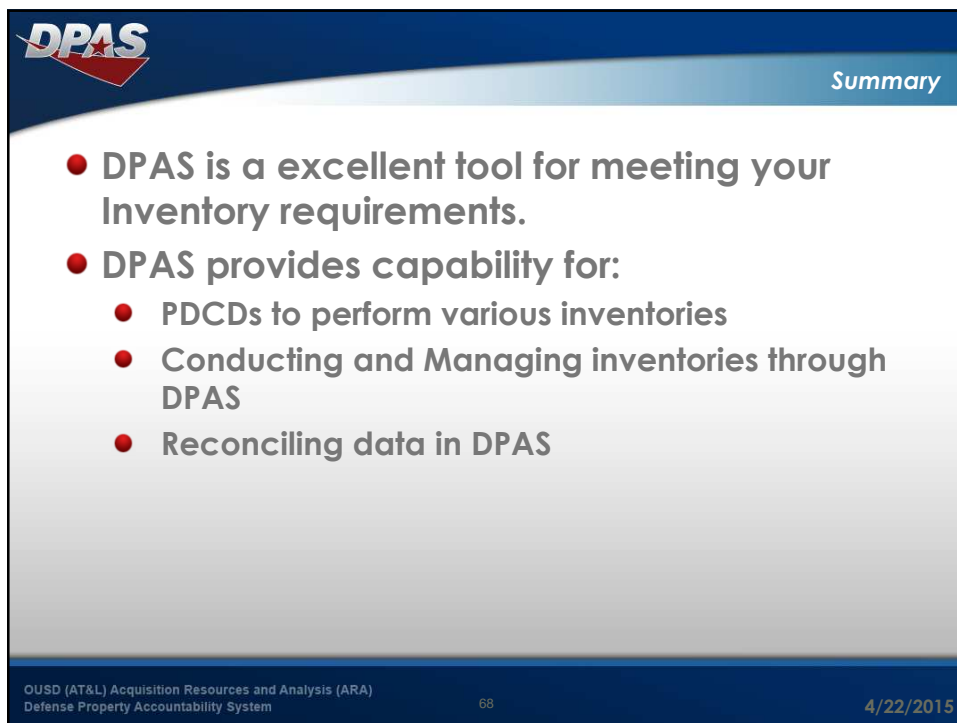 DPAS
Summary
DPAS is a excellent tool for meeting your
Inventory requirements.
DPAS provides capability for:
PDCDs to perform various inventories
Conducting and Managing inventories through
DPAS
Reconciling data in DPAS
OUSD (AT&L) Acquisition Resources and Analysis (ARA)
Defense Property Accountability System
68
4/22/2015